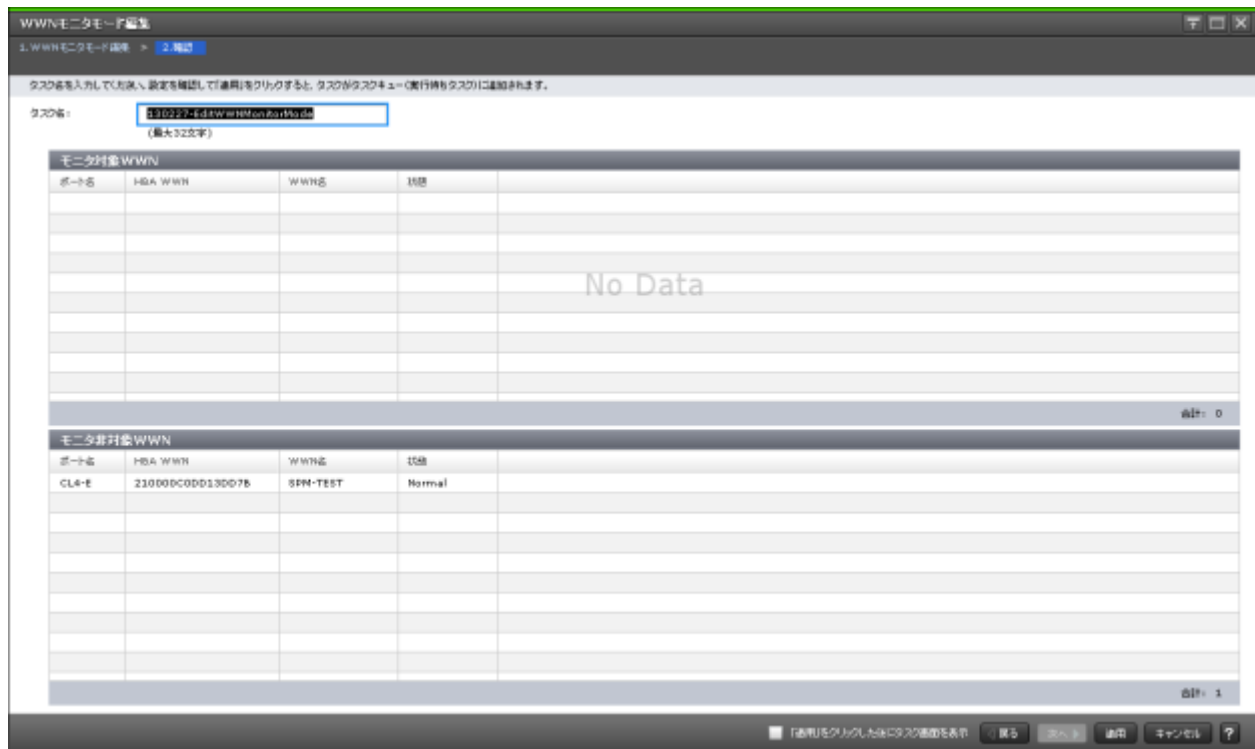 WWNモニタモード編集
1.WWNモニタモード編集 > 2.確認
タスク名を入力してください。設定を確認して「適用」をクリックすると、タスクがタスクキュー(実行待ちタスク)に追加されます。
タスク名: 130227-EditWWNMonitorMode
(最大32文字)
モニタ対象WWN
ポート名 HBA WWN WWN名 状態
No Data
合計: 0
モニタ非対象WWN
ポート名 HBA WWN WWN名 状態
CL4-E SPM-TEST Normal
合計: 1
「適用」をクリックした後にタスク画面を表示 戻る 次へ 適用 キャンセル ?